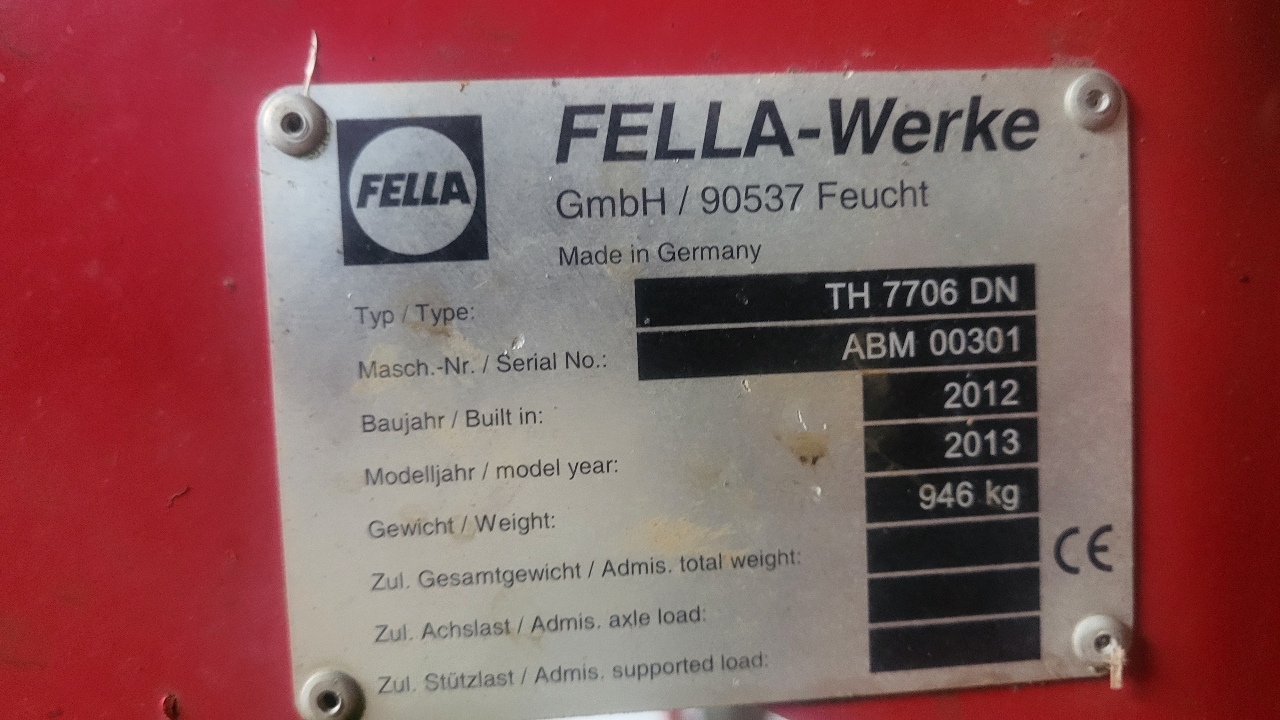 FELLA
FELLA-Werke
GmbH / 90537 Feucht
Made in Germany
Typ / Type: TH 7706 DN
Masch.-Nr. / Serial No.: ABM 00301
Baujahr / Built in: 2012
Modelljahr / model year: 2013
Gewicht / Weight: 946 kg
Zul. Gesamtgewicht / Admis. total weight:
CE
Zul. Achslast / Admis. axle load:
Zul. Stützlast / Admis. supported load: